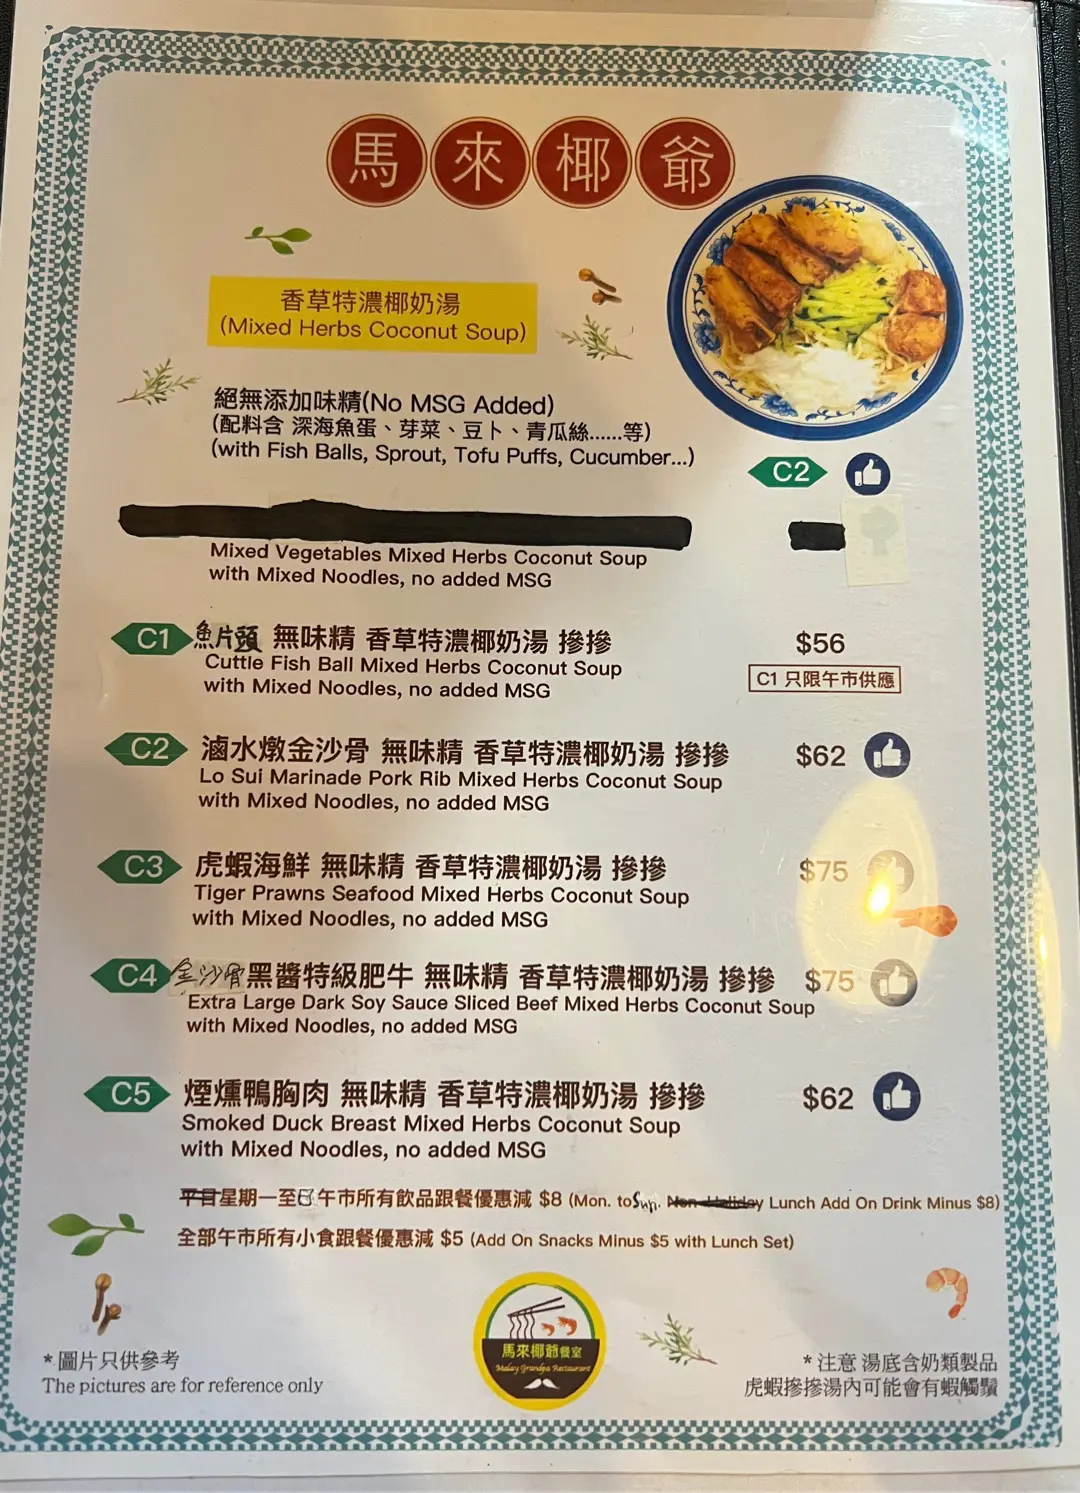 馬來椰爺
香草特濃椰奶湯
(Mixed Herbs Coconut Soup)
絕無添加味精(No MSG Added)
(配料含 深海魚蛋、芽菜、豆卜、青瓜絲......等)
(with Fish Balls, Sprout, Tofu Puffs, Cucumber...)
C2
Mixed Vegetables Mixed Herbs Coconut Soup
with Mixed Noodles, no added MSG
C1 魚片頭 無味精 香草特濃椰奶湯 摻摻 $56
Cuttle Fish Ball Mixed Herbs Coconut Soup
with Mixed Noodles, no added MSG
C1 只限午市供應
C2 滷水燉金沙骨 無味精 香草特濃椰奶湯 摻摻 $62
Lo Sui Marinade Pork Rib Mixed Herbs Coconut Soup
with Mixed Noodles, no added MSG
C3 虎蝦海鮮 無味精 香草特濃椰奶湯 摻摻 $75
Tiger Prawns Seafood Mixed Herbs Coconut Soup
with Mixed Noodles, no added MSG
C4 金沙骨黑醬特級肥牛 無味精 香草特濃椰奶湯 摻摻 $75
Extra Large Dark Soy Sauce Sliced Beef Mixed Herbs Coconut Soup
with Mixed Noodles, no added MSG
C5 煙燻鴨胸肉 無味精 香草特濃椰奶湯 摻摻 $62
Smoked Duck Breast Mixed Herbs Coconut Soup
with Mixed Noodles, no added MSG
平日星期一至日午市所有飲品跟餐優惠減 $8 (Mon. to Sun. Non-Holiday Lunch Add On Drink Minus $8)
全部午市所有小食跟餐優惠減 $5 (Add On Snacks Minus $5 with Lunch Set)
馬來椰爺餐室
Malay Grandpa Restaurant
*圖片只供參考
The pictures are for reference only
*注意 湯底含奶類製品
虎蝦摻摻湯內可能會有蝦觸鬚